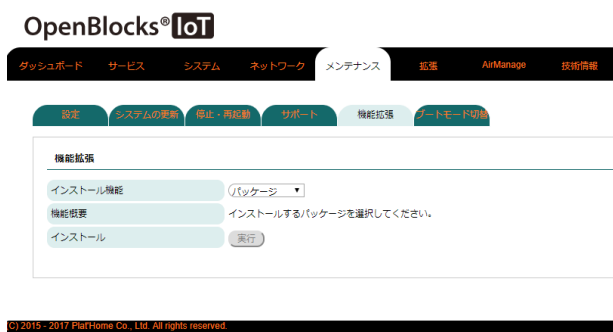 OpenBlocks® IoT
ダッシュボード サービス システム ネットワーク メンテナンス 拡張 AirManage 技術情報
設定 システムの更新 停止・再起動 サポート 機能拡張 ブートモード切替
機能拡張
インストール機能 パッケージ
機能概要 インストールするパッケージを選択してください。
インストール 実行
(C) 2015 - 2017 Plat'Home Co., Ltd. All rights reserved.